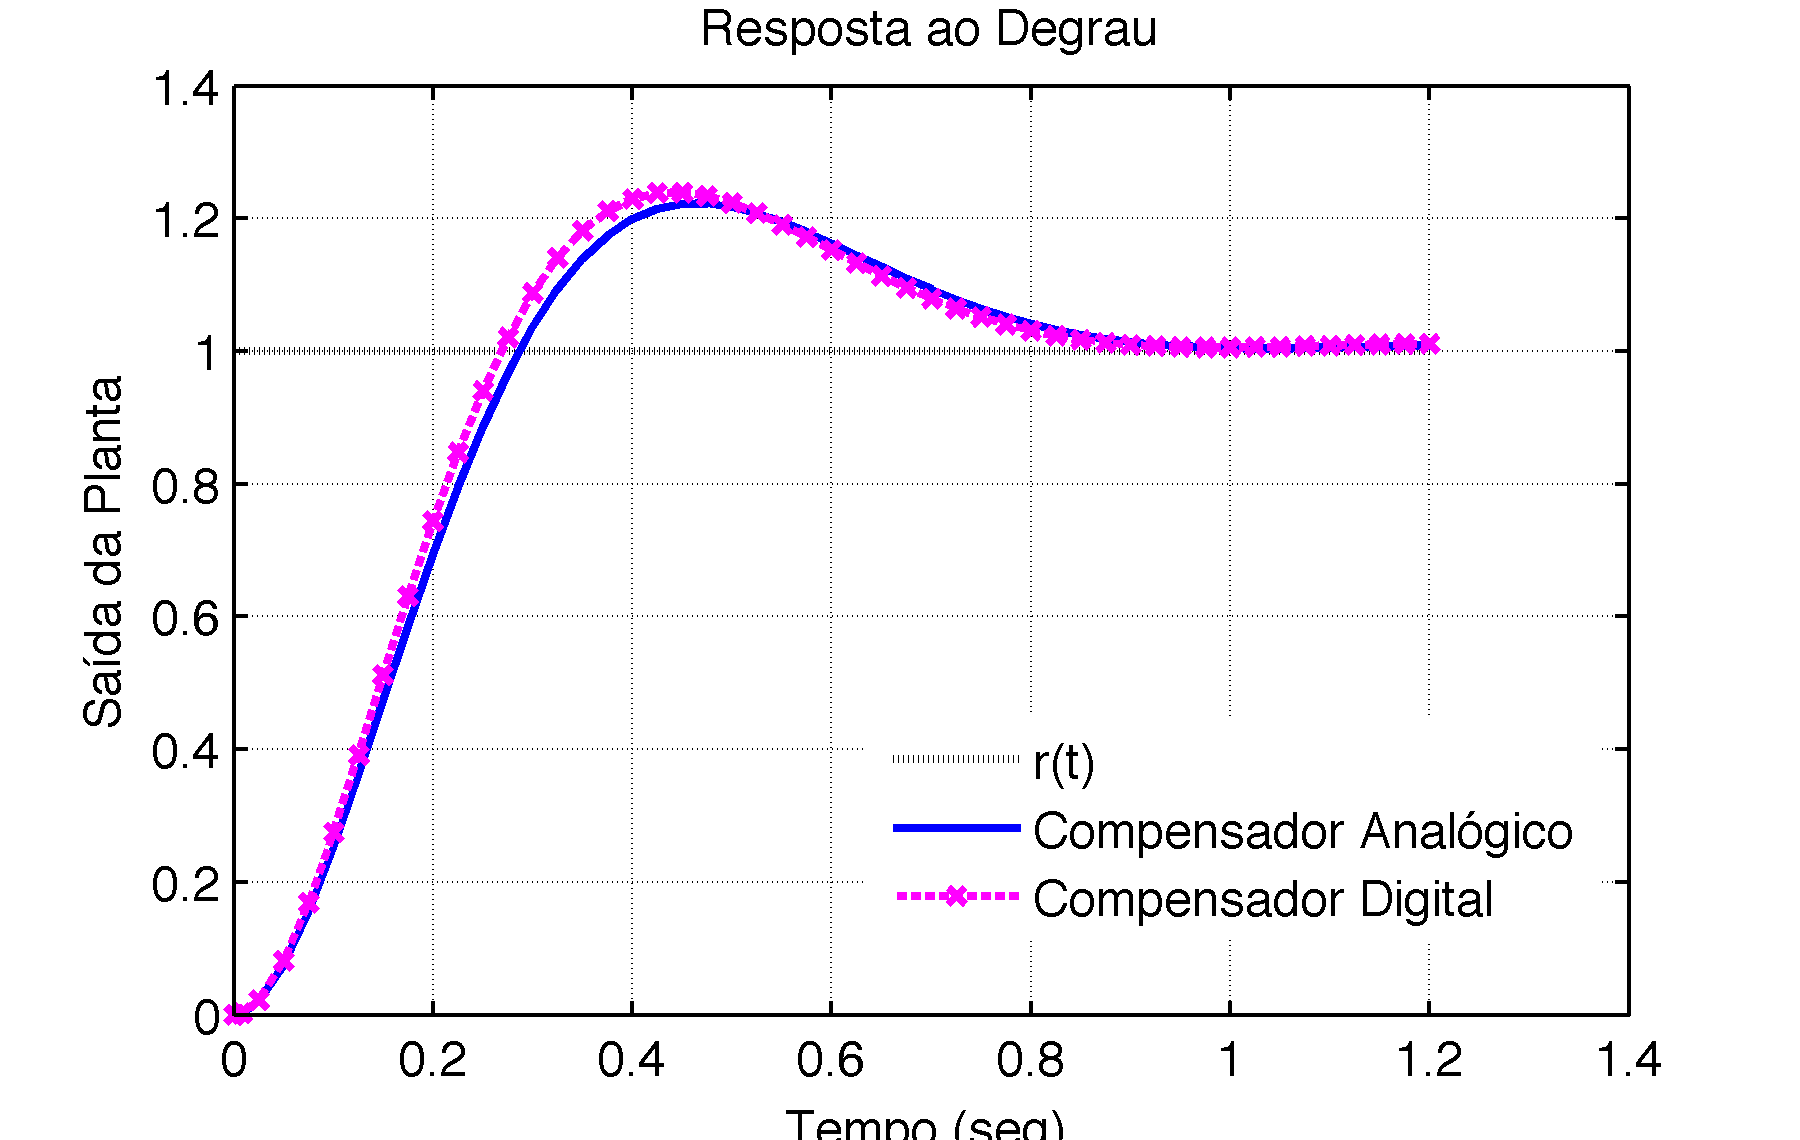 Resposta ao Degrau
1.4
1.2
1
0.8
0.6
0.4
0.2
0
Saída da Planta
r(t)
Compensador Analógico
Compensador Digital
0 0.2 0.4 0.6 0.8 1 1.2 1.4
Tempo (seg)